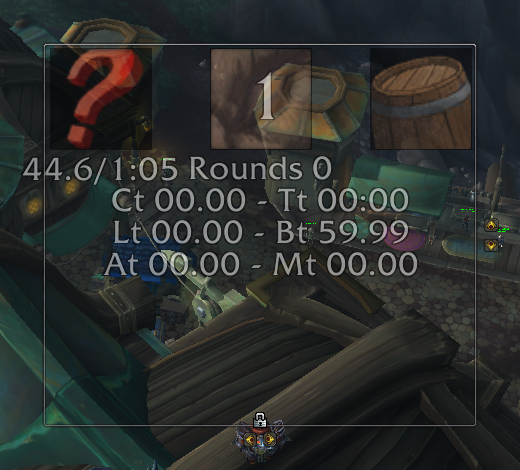 ?
1
44.6/1:05 Rounds 0
Ct 00.00 - Tt 00:00
Lt 00.00 - Bt 59.99
At 00.00 - Mt 00.00